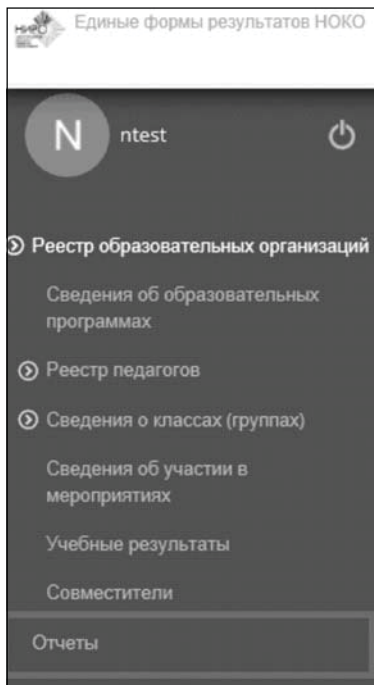 НИРО
Единые формы результатов НОКО
N
ntest
Реестр образовательных организаций
Сведения об образовательных
программах
Реестр педагогов
Сведения о классах (группах)
Сведения об участии в
мероприятиях
Учебные результаты
Совместители
Отчеты